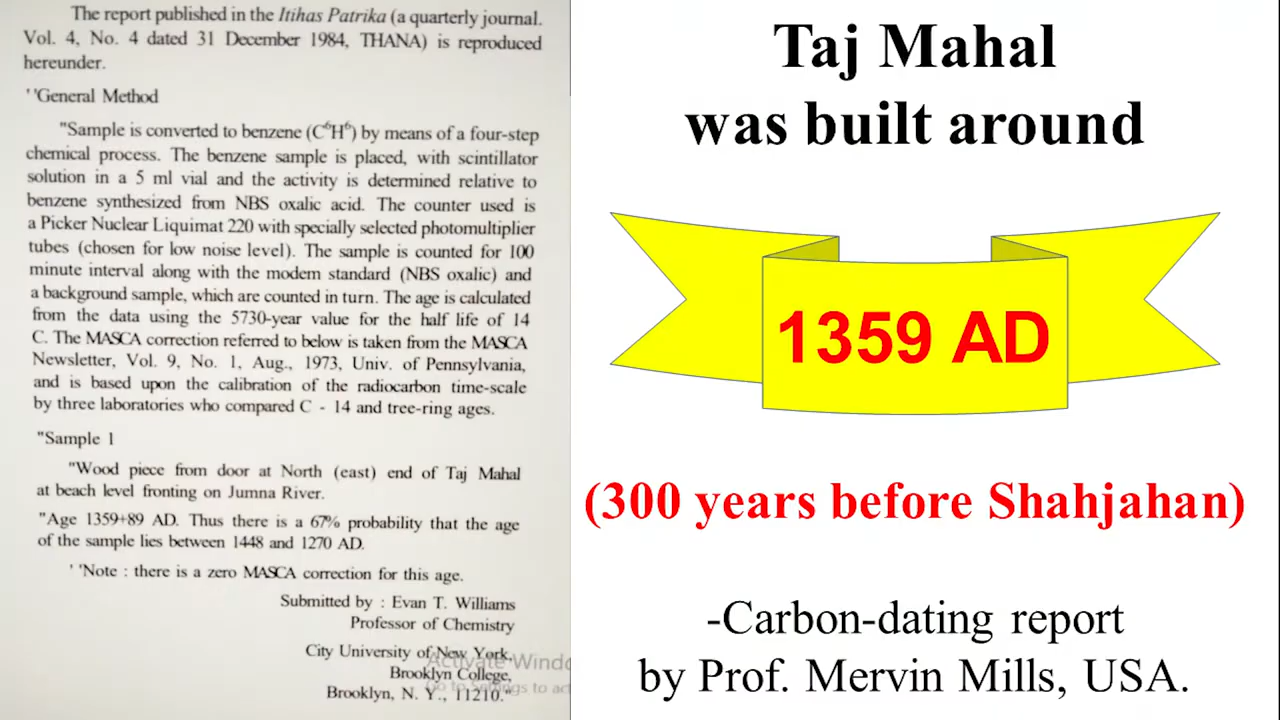 The report published in the Itihas Patrika (a quarterly journal.
Vol. 4, No. 4 dated 31 December 1984, THANA) is reproduced
hereunder.
''General Method
"Sample is converted to benzene (C⁶H⁶) by means of a four-step
chemical process. The benzene sample is placed, with scintillator
solution in a 5 ml vial and the activity is determined relative to
benzene synthesized from NBS oxalic acid. The counter used is
a Picker Nuclear Liquimat 220 with specially selected photomultiplier
tubes (chosen for low noise level). The sample is counted for 100
minute interval along with the modem standard (NBS oxalic) and
a background sample, which are counted in turn. The age is calculated
from the data using the 5730-year value for the half life of 14
C. The MASCA correction referred to below is taken from the MASCA
Newsletter, Vol. 9, No. 1, Aug., 1973, Univ. of Pennsylvania,
and is based upon the calibration of the radiocarbon time-scale
by three laboratories who compared C - 14 and tree-ring ages.
"Sample 1
"Wood piece from door at North (east) end of Taj Mahal
at beach level fronting on Jumna River.
"Age 1359+89 AD. Thus there is a 67% probability that the age
of the sample lies between 1448 and 1270 AD.
''Note : there is a zero MASCA correction for this age.
Submitted by : Evan T. Williams
Professor of Chemistry
City University of New York,
Brooklyn College,
Brooklyn, N. Y., 11210."
Activate Windo
Go to Settings to act
Taj Mahal
was built around
1359 AD
(300 years before Shahjahan)
-Carbon-dating report
by Prof. Mervin Mills, USA.